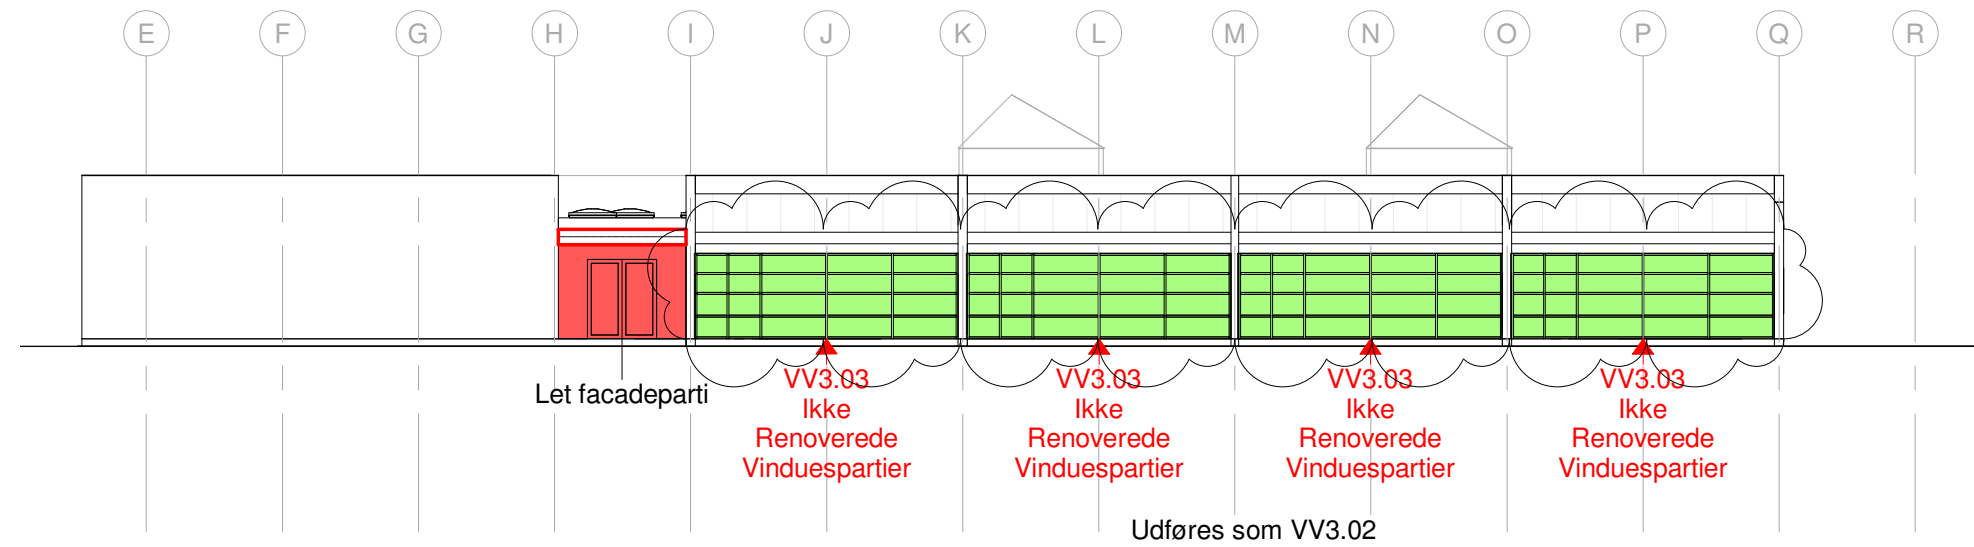 E F G H I J K L M N O P Q R
Let facadeparti
VV3.03 VV3.03 VV3.03 VV3.03
Ikke Ikke Ikke Ikke
Renoverede Renoverede Renoverede Renoverede
Vinduespartier Vinduespartier Vinduespartier Vinduespartier
Udføres som VV3.02